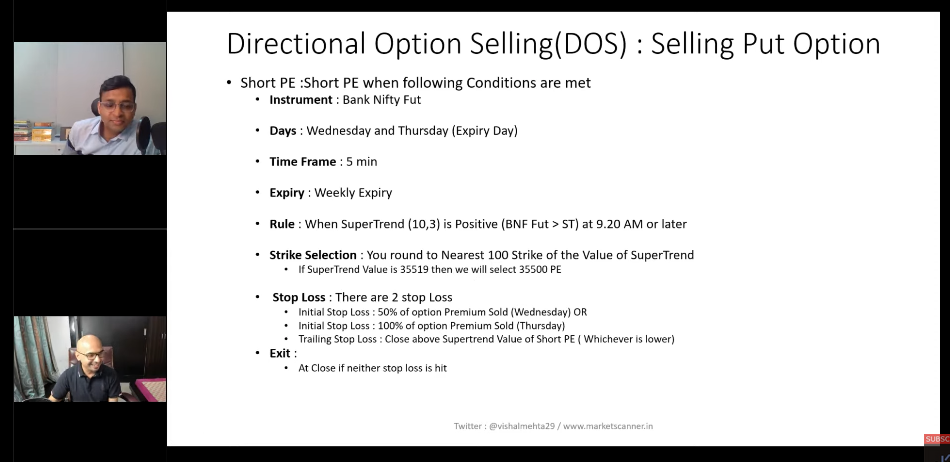 Directional Option Selling(DOS) : Selling Put Option
• Short PE :Short PE when following Conditions are met
• Instrument : Bank Nifty Fut
• Days : Wednesday and Thursday (Expiry Day)
• Time Frame : 5 min
• Expiry : Weekly Expiry
• Rule : When SuperTrend (10,3) is Positive (BNF Fut > ST) at 9.20 AM or later
• Strike Selection : You round to Nearest 100 Strike of the Value of SuperTrend
• If SuperTrend Value is 35519 then we will select 35500 PE
• Stop Loss : There are 2 stop Loss
• Initial Stop Loss : 50% of option Premium Sold (Wednesday) OR
• Initial Stop Loss : 100% of option Premium Sold (Thursday)
• Trailing Stop Loss : Close above Supertrend Value of Short PE ( Whichever is lower)
• Exit :
• At Close if neither stop loss is hit
Twitter : @vishalmehta29 / www.marketscanner.in
SUBSC